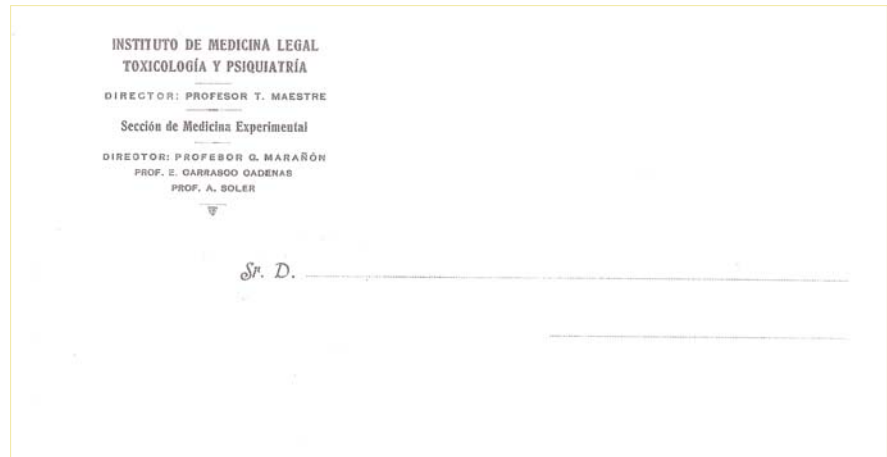 INSTITUTO DE MEDICINA LEGAL
TOXICOLOGÍA Y PSIQUIATRÍA
DIRECTOR: PROFESOR T. MAESTRE
Sección de Medicina Experimental
DIRECTOR: PROFESOR G. MARAÑÓN
PROF. E. CARRASCO CADENAS
PROF. A. SOLER
Sr. D.